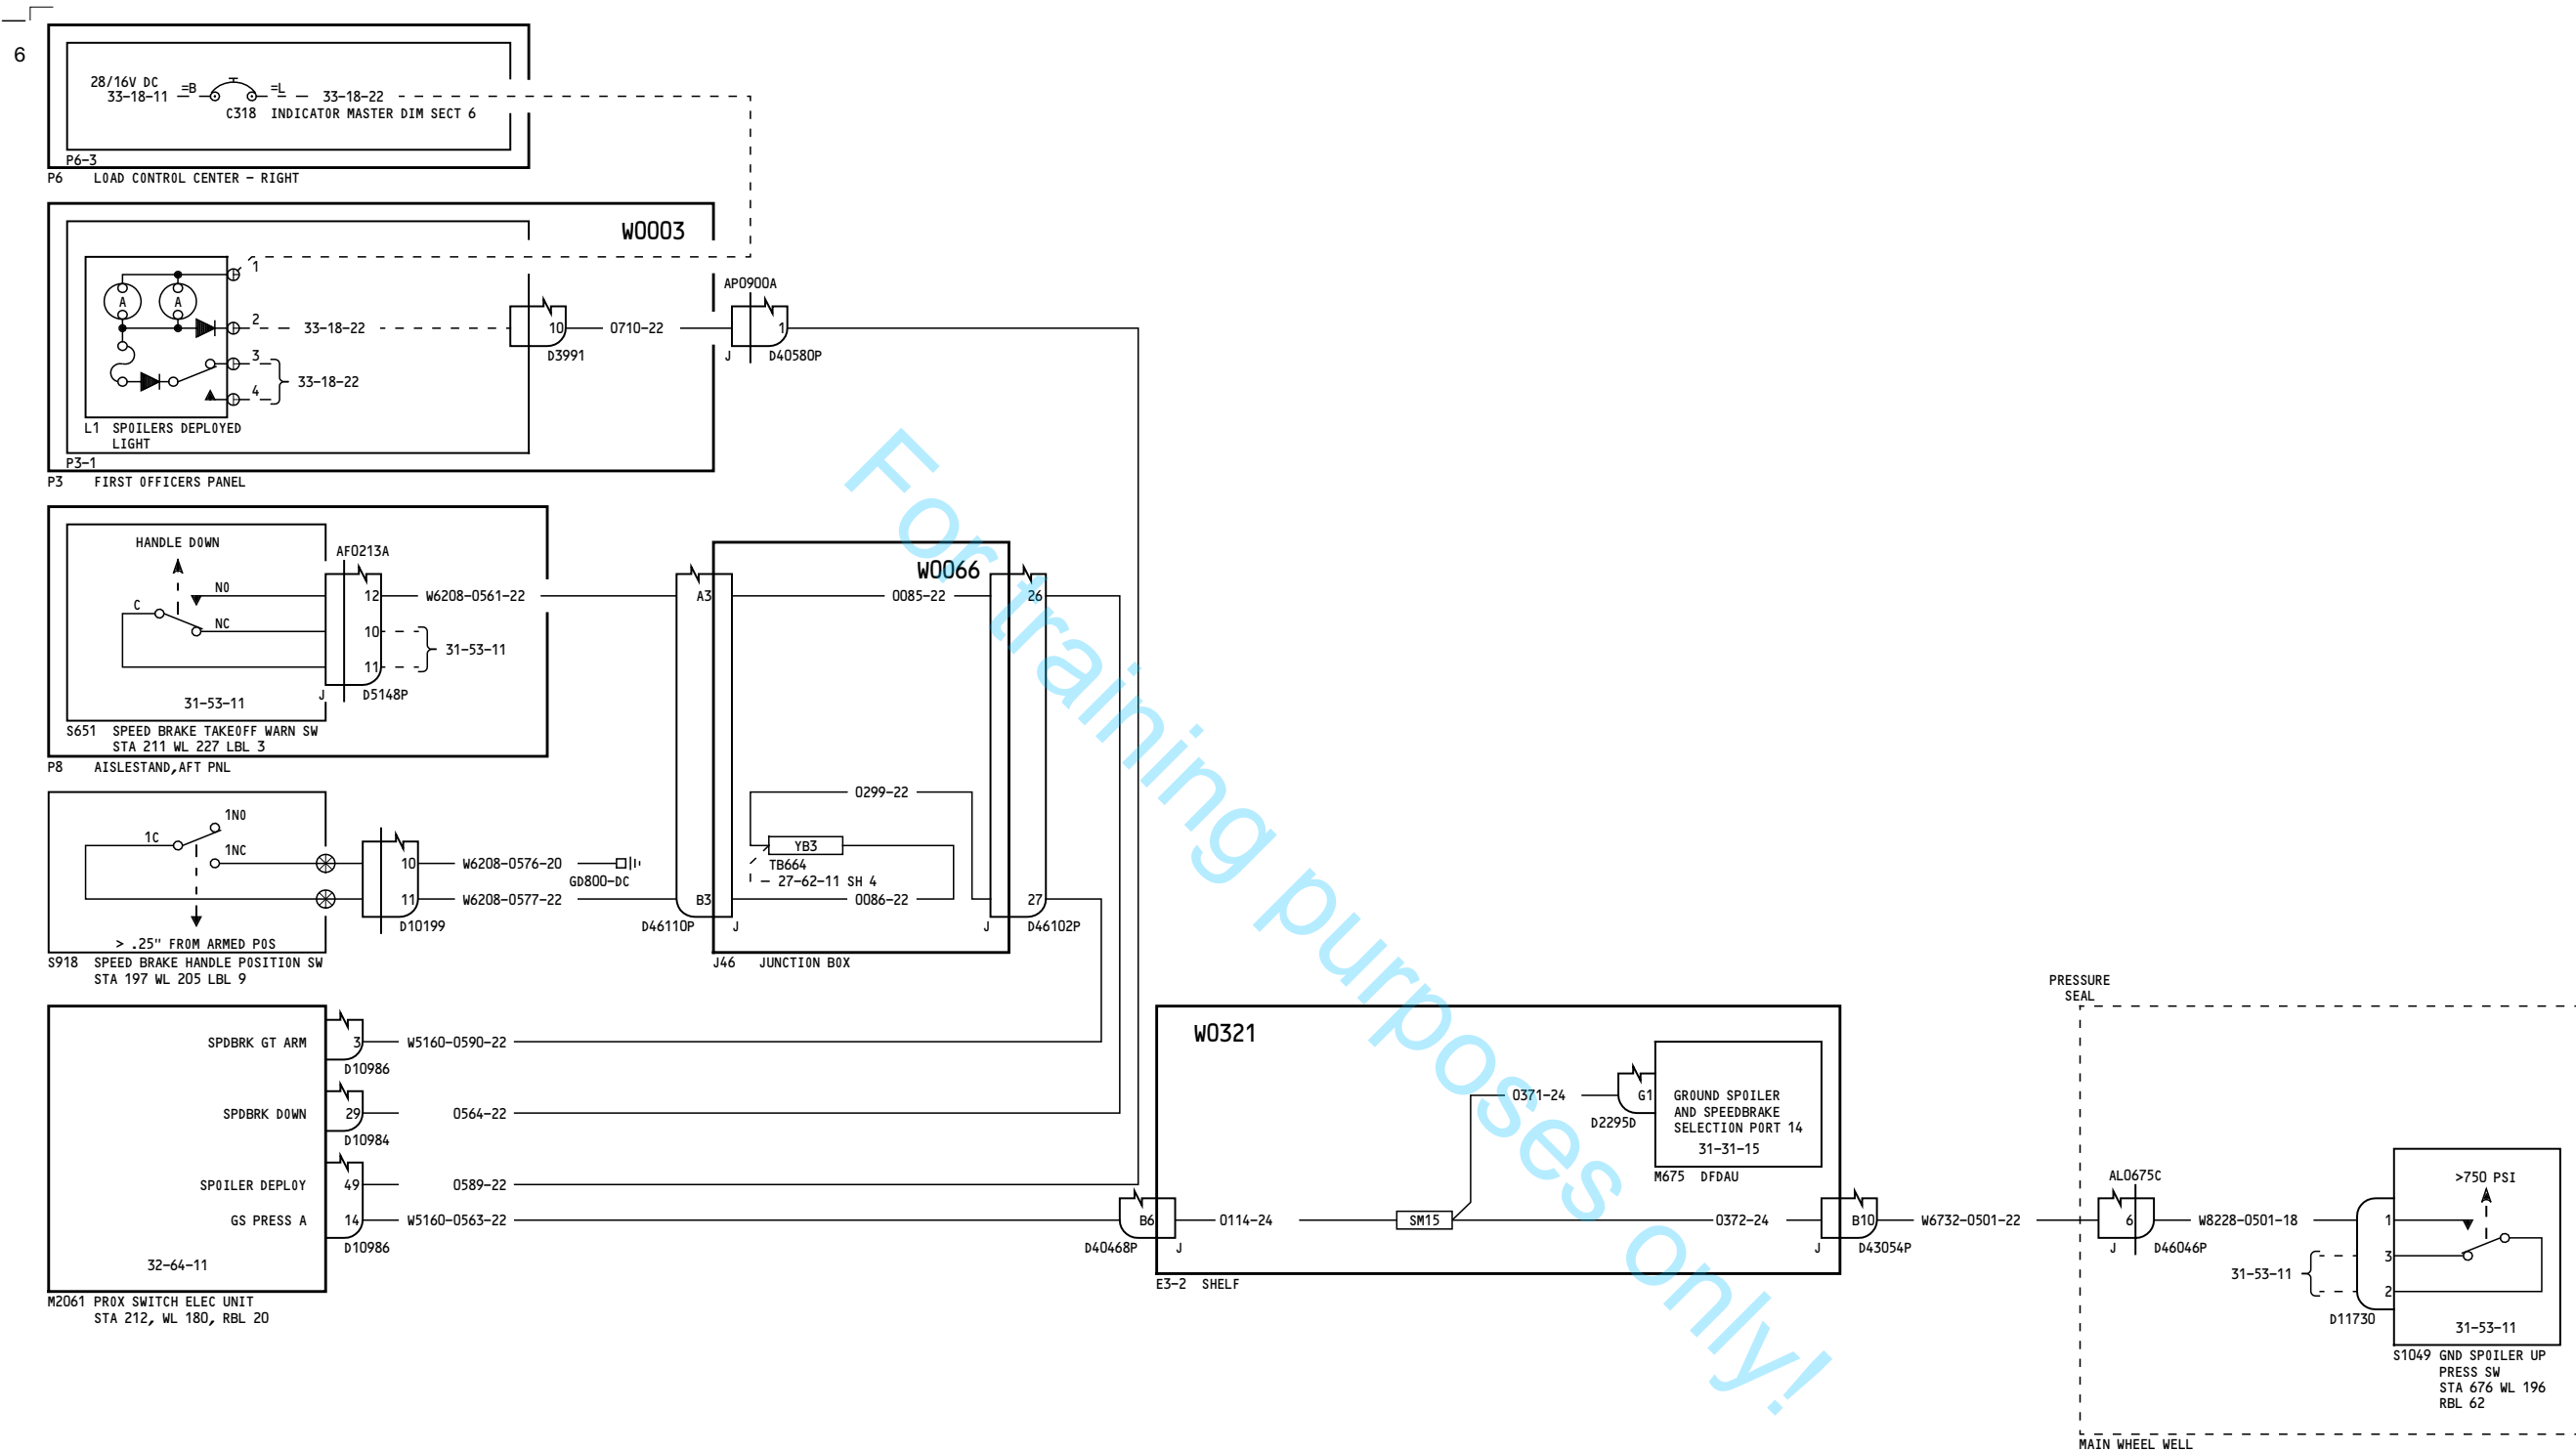 6
28/16V DC
33-18-11 =B =L 33-18-22
C318 INDICATOR MASTER DIM SECT 6
P6-3
P6 LOAD CONTROL CENTER - RIGHT
W0003
1
A A
2 33-18-22
10 0710-22
D3991
AP0900A
1
J D40580P
3
33-18-22
4
L1 SPOILERS DEPLOYED
LIGHT
P3-1
P3 FIRST OFFICERS PANEL
HANDLE DOWN
AF0213A
NO
C
NC
12 W6208-0561-22
10
31-53-11
11
J D5148P
31-53-11
S651 SPEED BRAKE TAKEOFF WARN SW
STA 211 WL 227 LBL 3
P8 AISLESTAND,AFT PNL
W0066
A3 0085-22 26
0299-22
YB3
TB664
27-62-11 SH 4
B3 0086-22 27
D46110P J
J D46102P
J46 JUNCTION BOX
1NO
1C
1NC
10 W6208-0576-20
GD800-DC
11 W6208-0577-22
D10199
> .25" FROM ARMED POS
S918 SPEED BRAKE HANDLE POSITION SW
STA 197 WL 205 LBL 9
SPDBRK GT ARM 3 W5160-0590-22
D10986
SPDBRK DOWN 29 0564-22
D10984
SPOILER DEPLOY 49 0589-22
GS PRESS A 14 W5160-0563-22
D10986
32-64-11
M2061 PROX SWITCH ELEC UNIT
STA 212, WL 180, RBL 20
W0321
B6 0114-24
D40468P J
SM15
0371-24 G1
D2295D
GROUND SPOILER
AND SPEEDBRAKE
SELECTION PORT 14
31-31-15
M675 DFDAU
0372-24 B10 W6732-0501-22
J D43054P
E3-2 SHELF
PRESSURE
SEAL
AL0675C
6 W8228-0501-18
J D46046P
>750 PSI
1
3
2
31-53-11
D11730
31-53-11
S1049 GND SPOILER UP
PRESS SW
STA 676 WL 196
RBL 62
MAIN WHEEL WELL
For training purposes only!